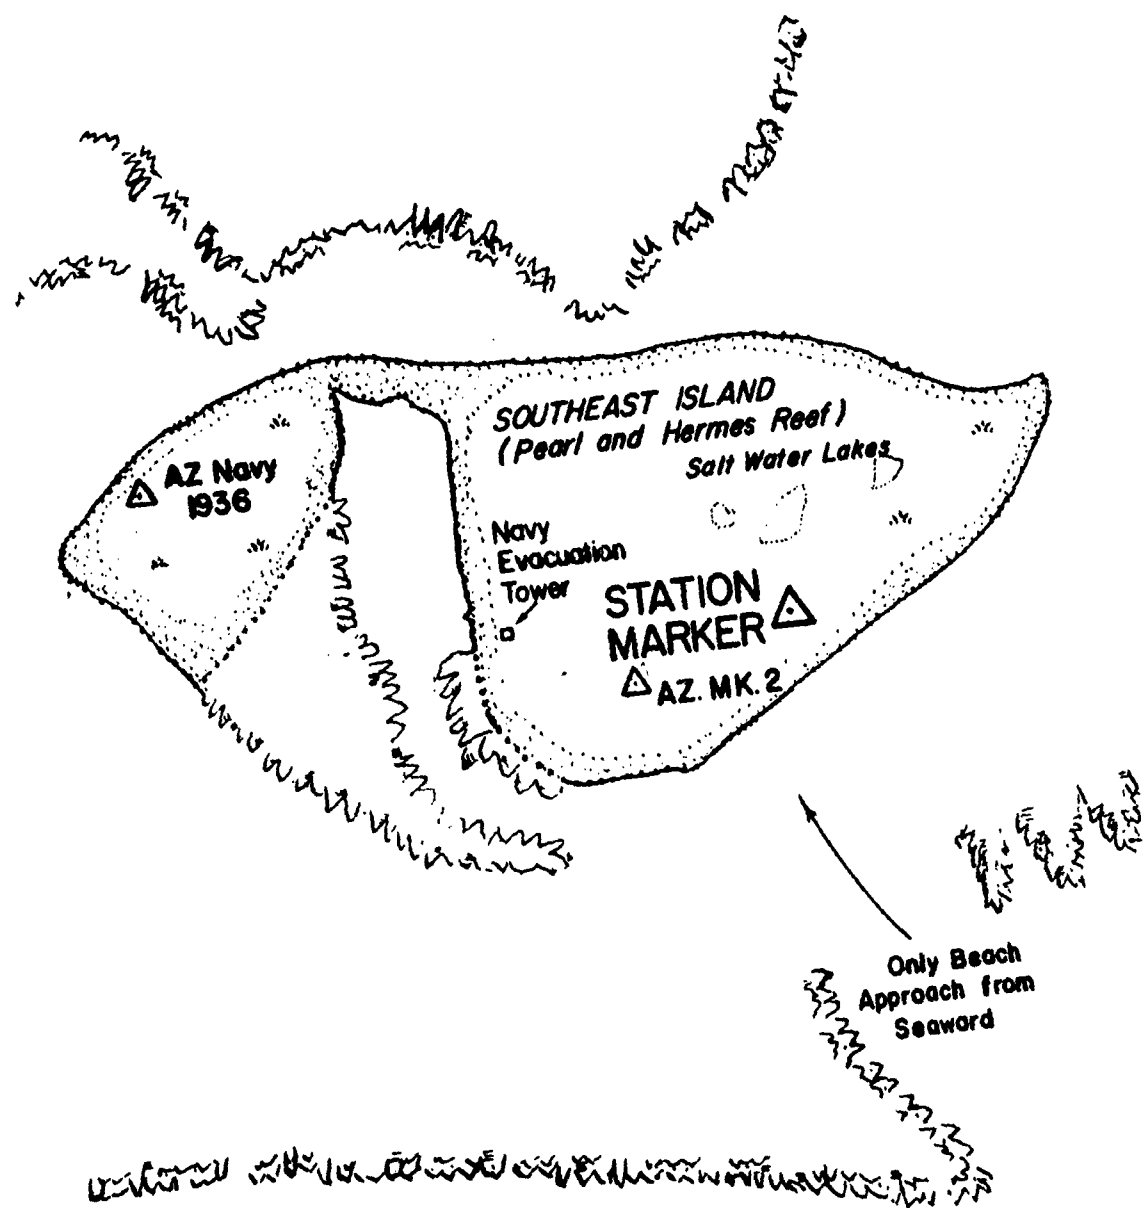 SOUTHEAST ISLAND
(Pearl and Hermes Reef)
Salt Water Lakes
AZ Navy
1936
Navy
Evacuation
Tower
STATION
MARKER
AZ. MK. 2
Only Beach
Approach from
Seaward